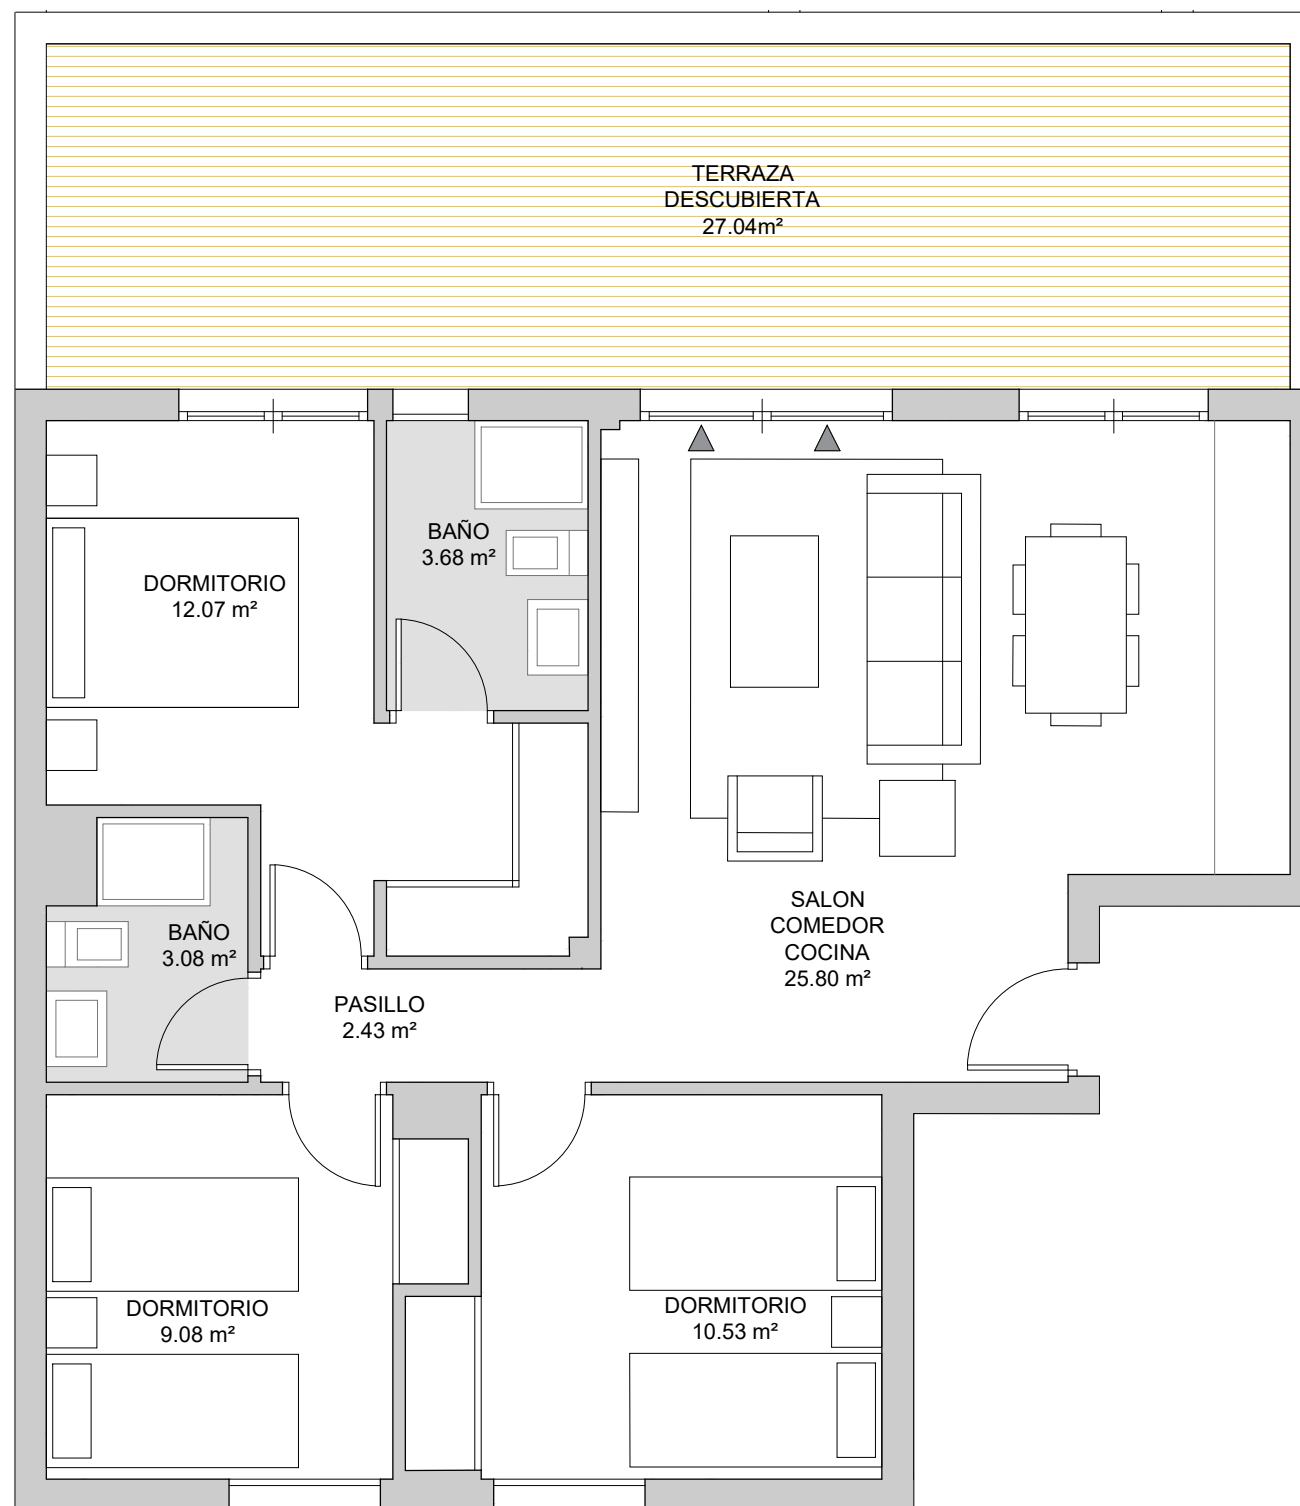 TERRAZA
DESCUBIERTA
27.04m²
BAÑO
3.68 m²
DORMITORIO
12.07 m²
SALON
COMEDOR
COCINA
25.80 m²
BAÑO
3.08 m²
PASILLO
2.43 m²
DORMITORIO
9.08 m²
DORMITORIO
10.53 m²